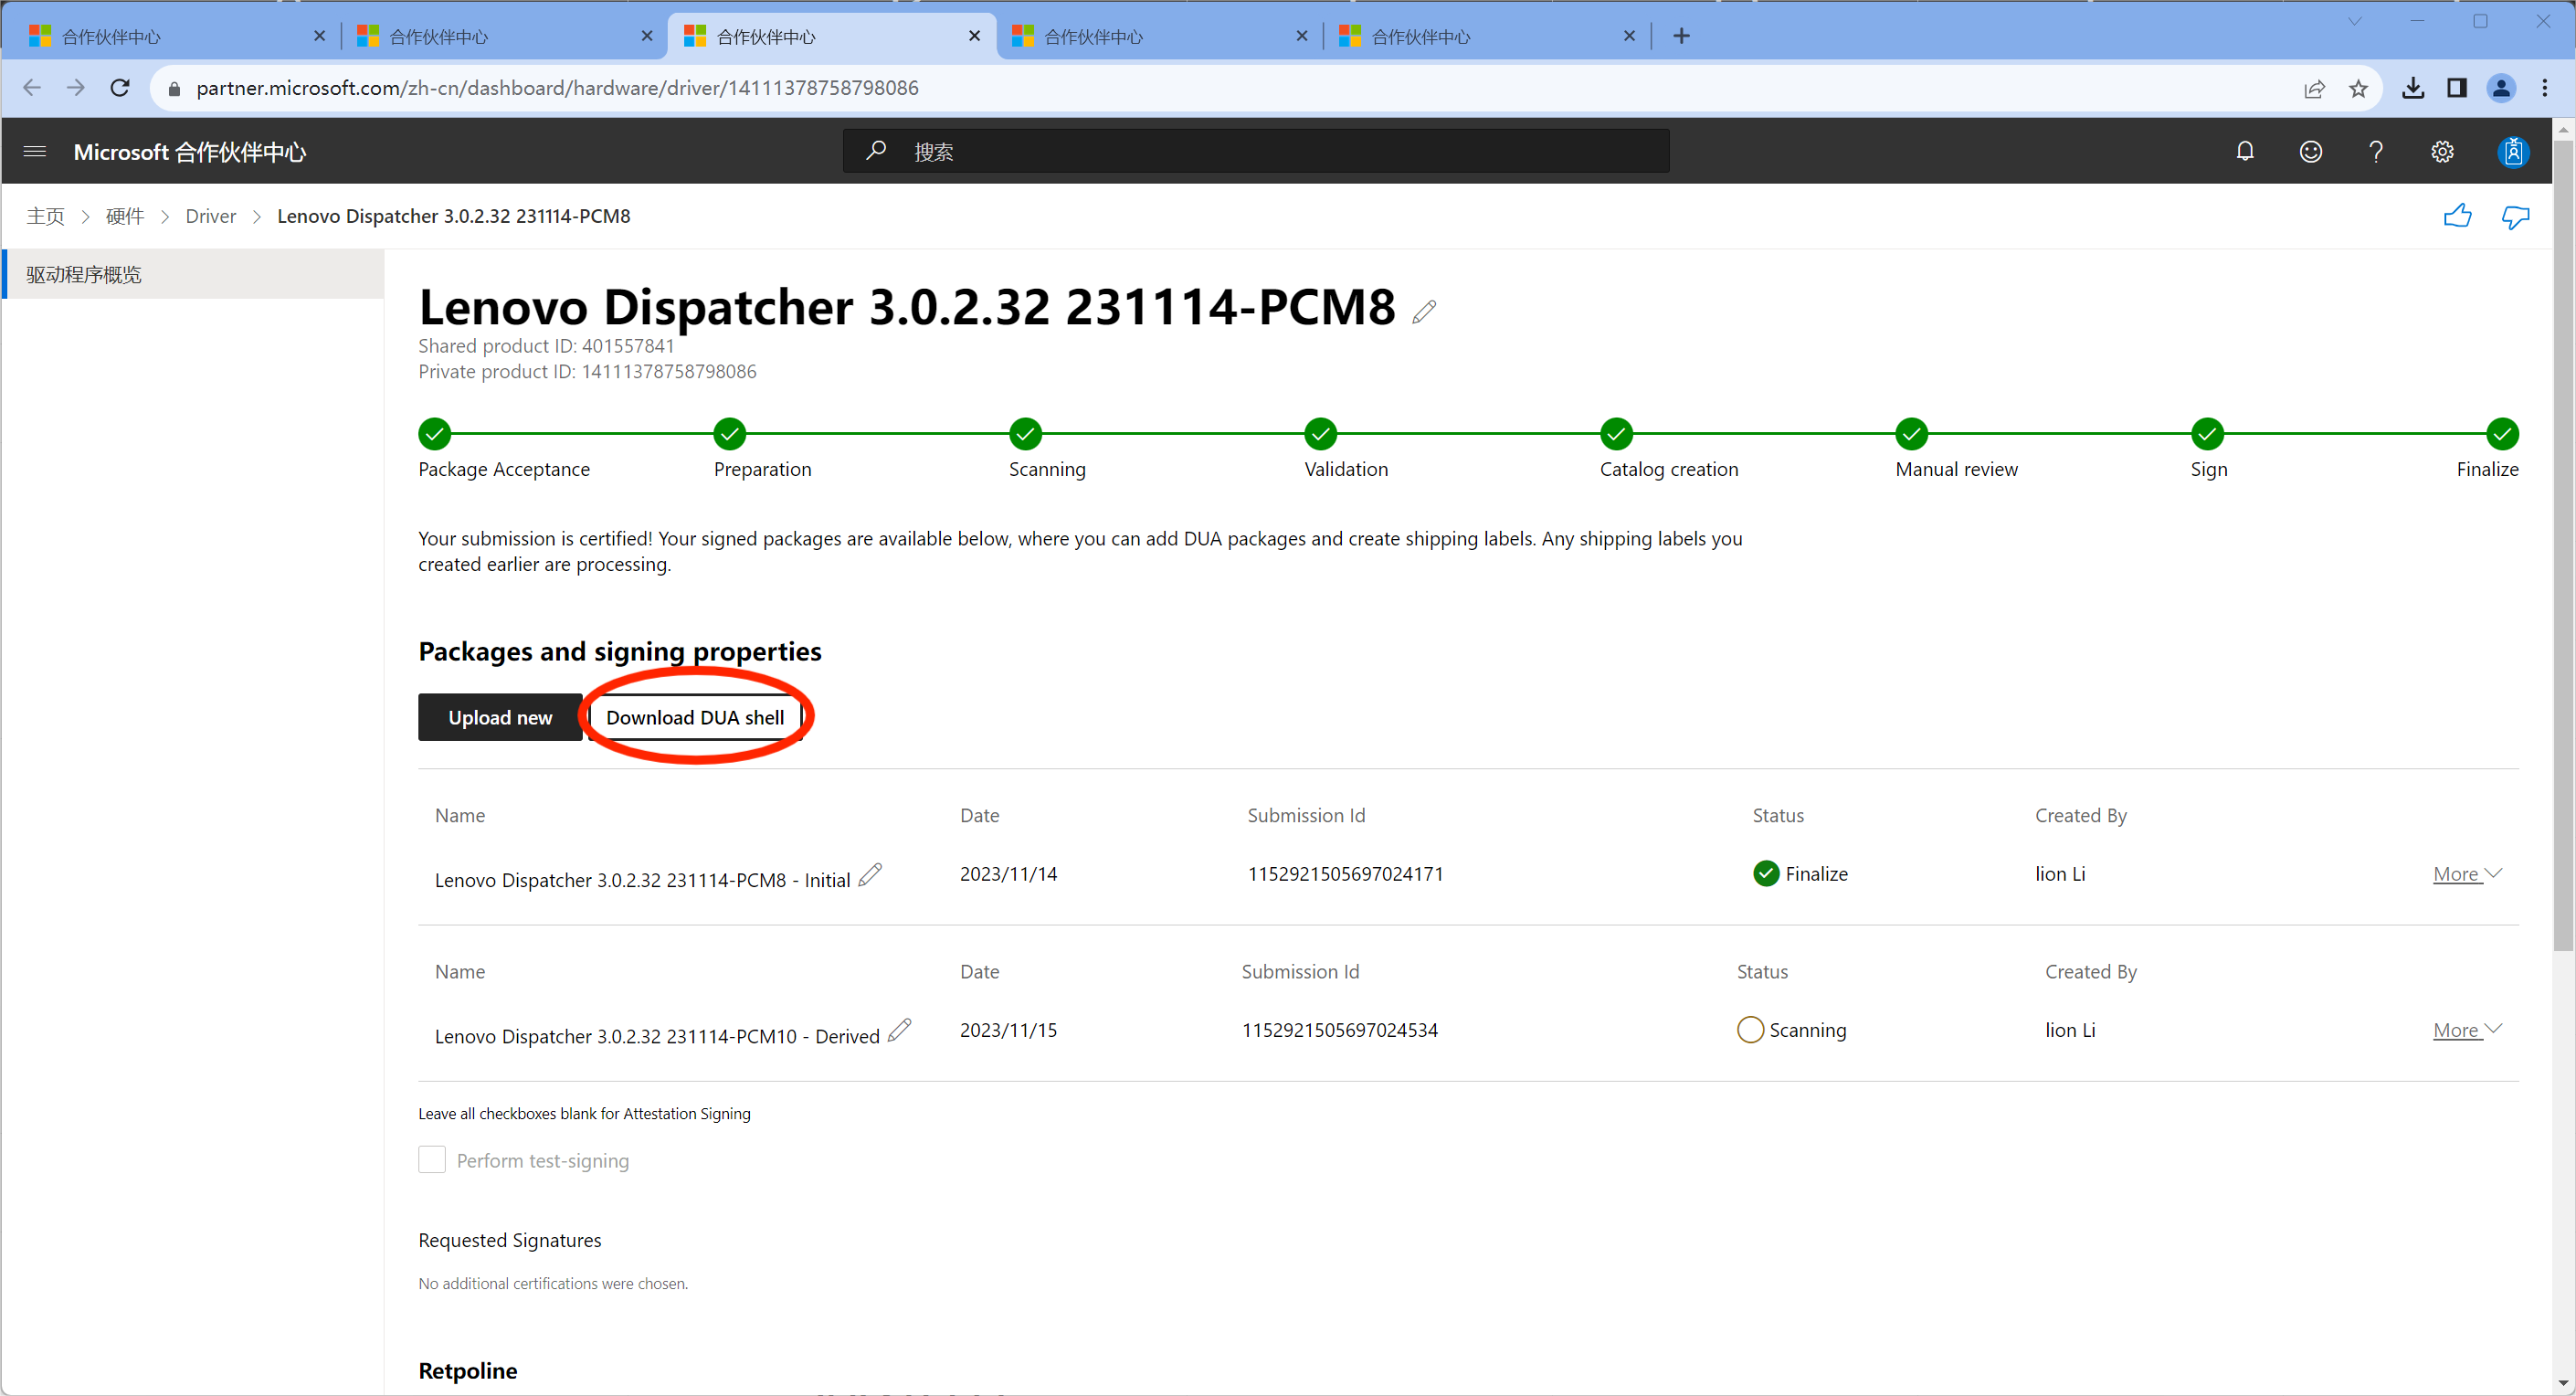 合作伙伴中心
合作伙伴中心
合作伙伴中心
合作伙伴中心
合作伙伴中心
partner.microsoft.com/zh-cn/dashboard/hardware/driver/14111378758798086
Microsoft 合作伙伴中心
搜索
主页 > 硬件 > Driver > Lenovo Dispatcher 3.0.2.32 231114-PCM8
驱动程序概览
Lenovo Dispatcher 3.0.2.32 231114-PCM8
Shared product ID: 401557841
Private product ID: 14111378758798086
Package Acceptance Preparation Scanning Validation Catalog creation Manual review Sign Finalize
Your submission is certified! Your signed packages are available below, where you can add DUA packages and create shipping labels. Any shipping labels you
created earlier are processing.
Packages and signing properties
Upload new Download DUA shell
Name Date Submission Id Status Created By
Lenovo Dispatcher 3.0.2.32 231114-PCM8 - Initial 2023/11/14 1152921505697024171 Finalize lion Li More
Name Date Submission Id Status Created By
Lenovo Dispatcher 3.0.2.32 231114-PCM10 - Derived 2023/11/15 1152921505697024534 Scanning lion Li More
Leave all checkboxes blank for Attestation Signing
Perform test-signing
Requested Signatures
No additional certifications were chosen.
Retpoline